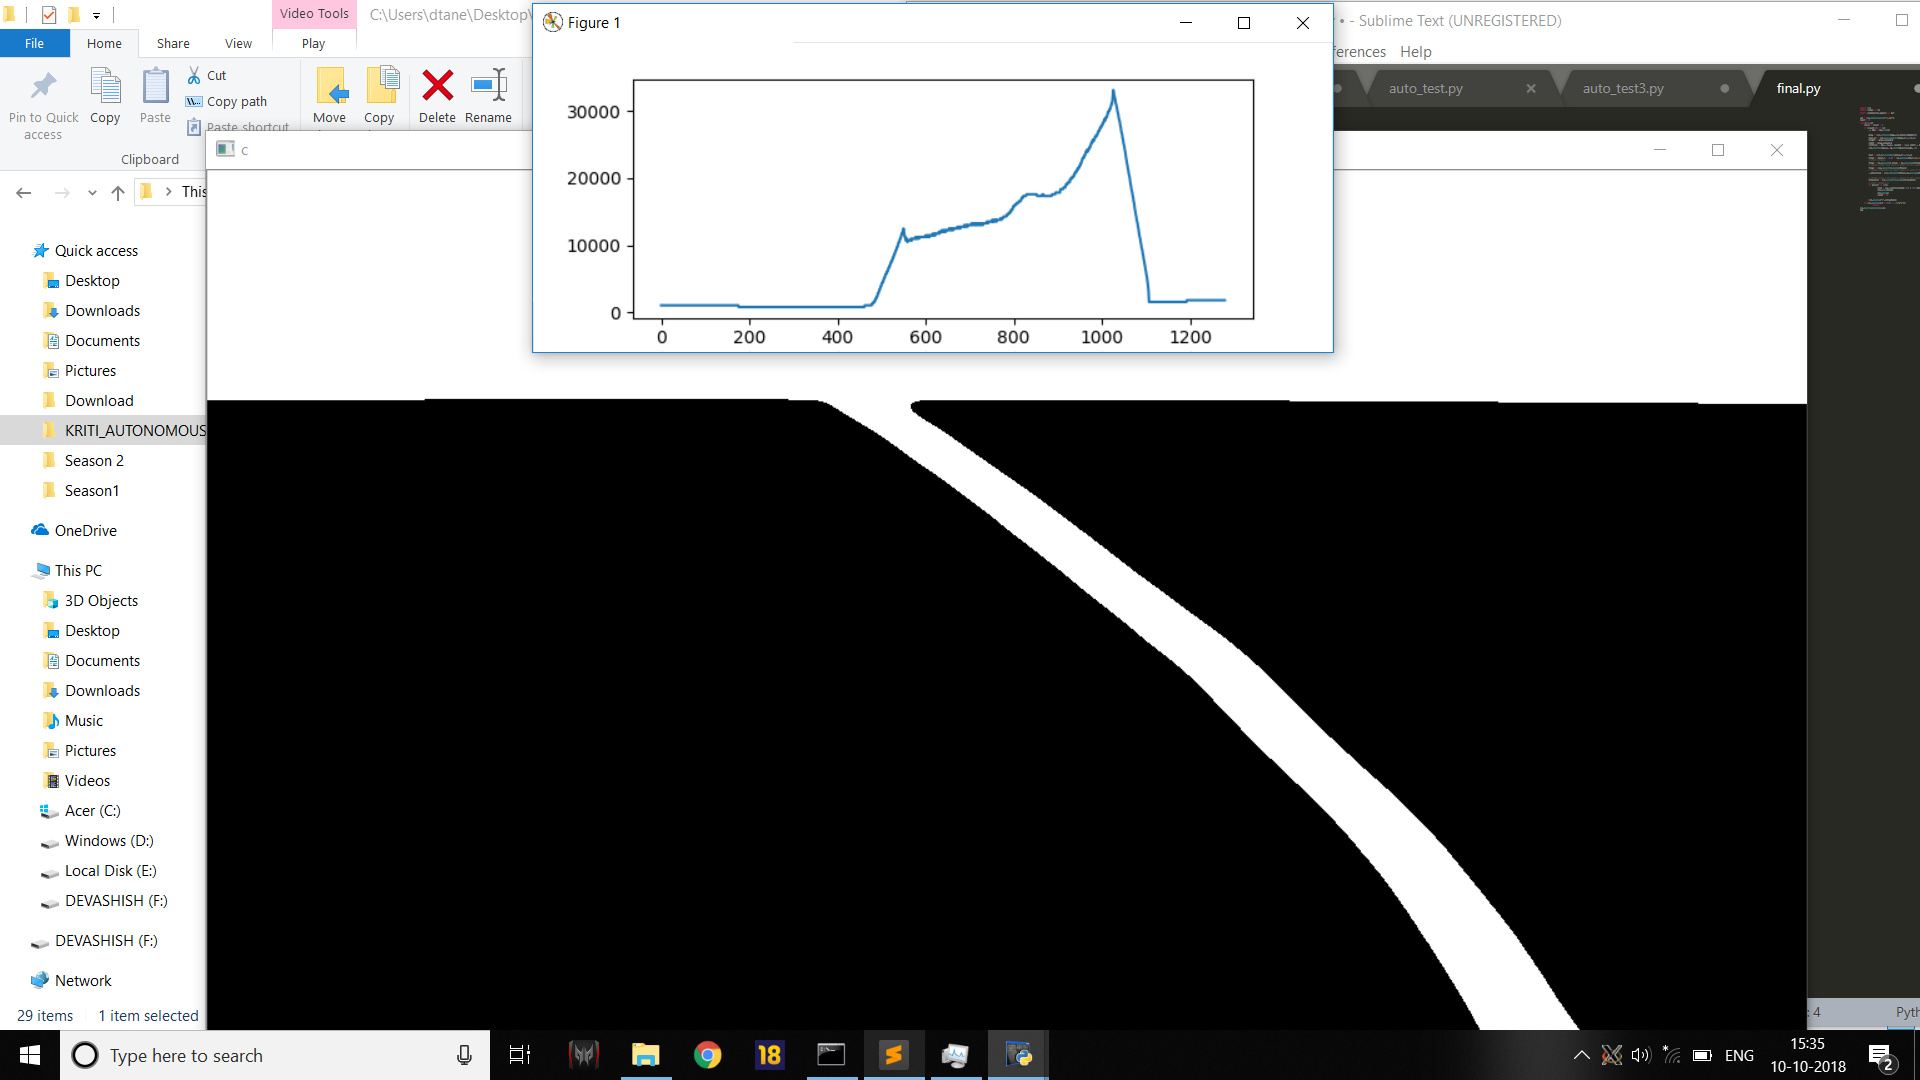 Video Tools
C:\Users\dtane\Desktop\
File
Home
Share
View
Play
Pin to Quick
access
Copy
Paste
Cut
Copy path
Paste shortcut
Clipboard
Move
Copy
Delete
Rename
This
Quick access
Desktop
Downloads
Documents
Pictures
Download
KRITI_AUTONOMOUS
Season 2
Season1
OneDrive
This PC
3D Objects
Desktop
Documents
Downloads
Music
Pictures
Videos
Acer (C:)
Windows (D:)
Local Disk (E:)
DEVASHISH (F:)
DEVASHISH (F:)
Network
29 items
1 item selected
c
Figure 1
30000
20000
10000
0
0 200 400 600 800 1000 1200
• - Sublime Text (UNREGISTERED)
erences Help
auto_test.py
auto_test3.py
final.py
: 4
Pyth
Type here to search
18
ENG
15:35
10-10-2018
2